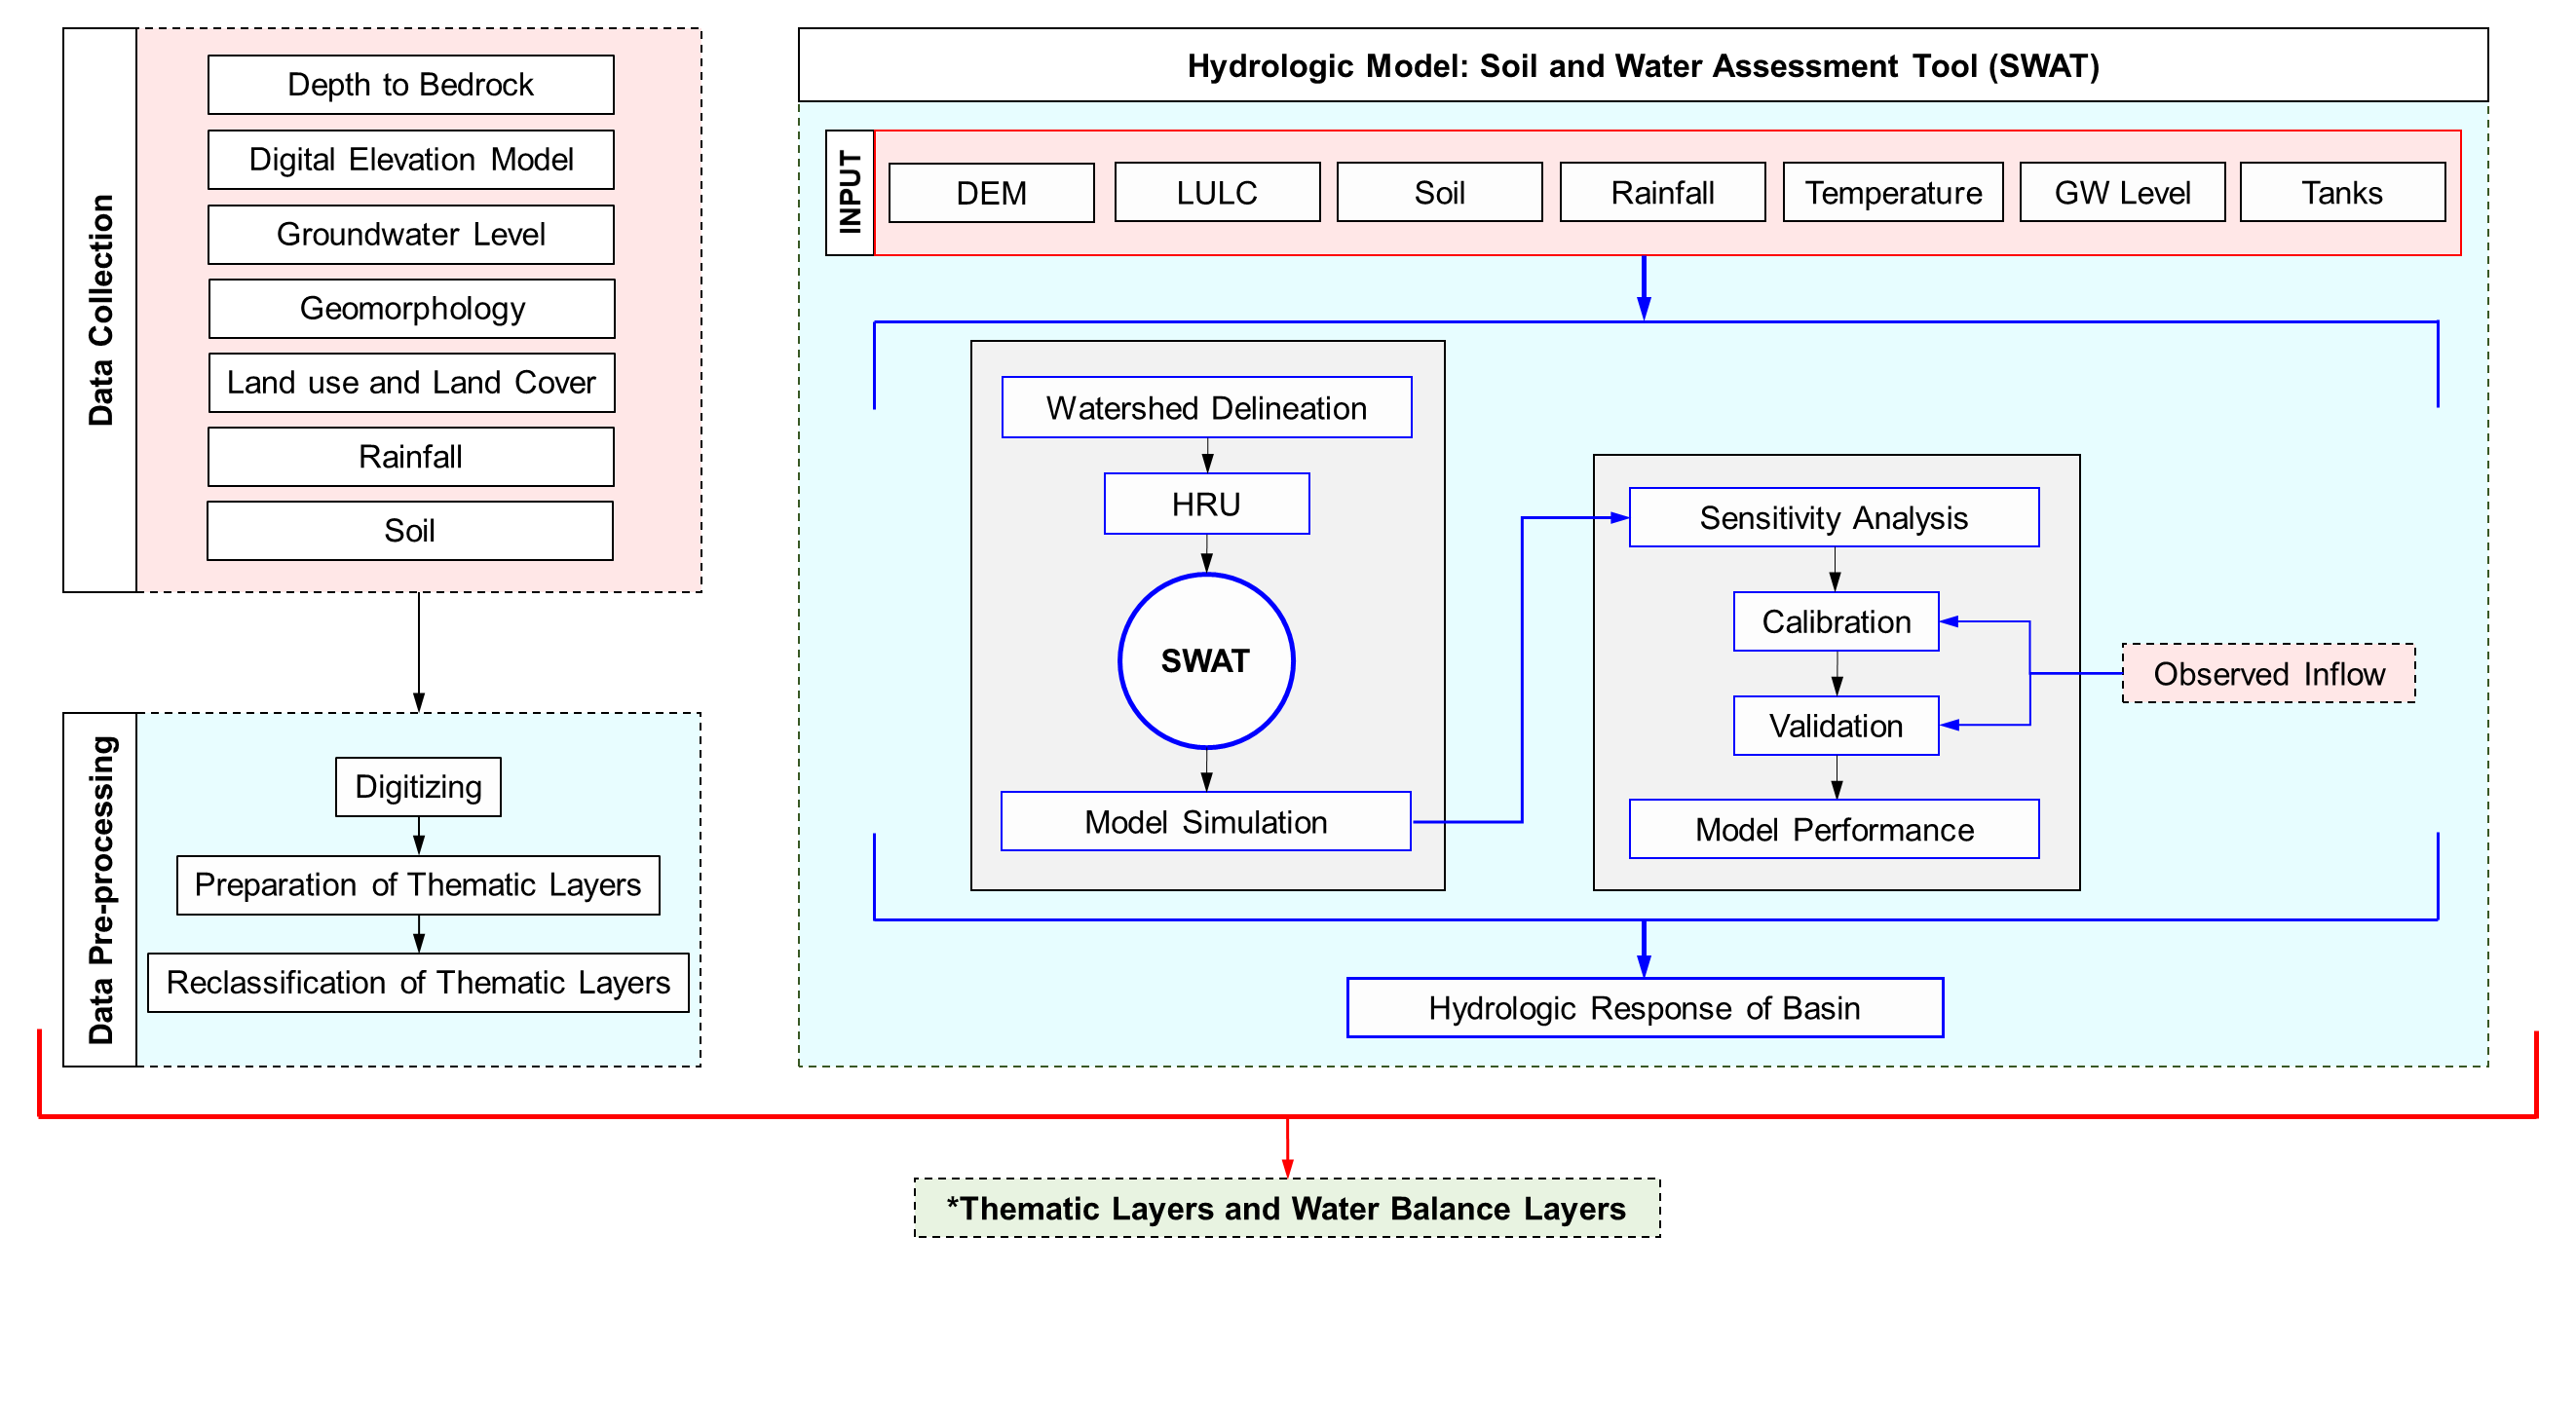 Data Collection
Depth to Bedrock
Digital Elevation Model
Groundwater Level
Geomorphology
Land use and Land Cover
Rainfall
Soil
Data Pre-processing
Digitizing
Preparation of Thematic Layers
Reclassification of Thematic Layers
Hydrologic Model: Soil and Water Assessment Tool (SWAT)
INPUT
DEM
LULC
Soil
Rainfall
Temperature
GW Level
Tanks
Watershed Delineation
HRU
SWAT
Model Simulation
Sensitivity Analysis
Calibration
Validation
Model Performance
Observed Inflow
Hydrologic Response of Basin
*Thematic Layers and Water Balance Layers